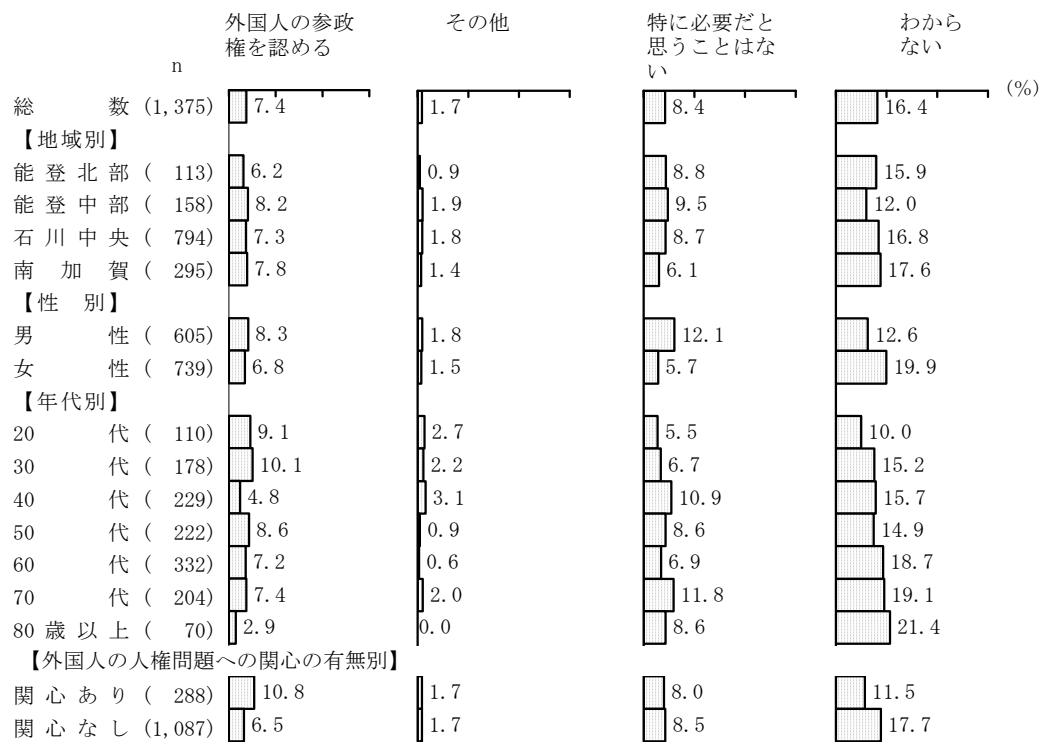 外国人の参政 その他 特に必要だと わから
権を認める 思うことはな ない
い
n
(%)
総 数 (1,375) 7.4 1.7 8.4 16.4
【地域別】
能 登 北 部 ( 113) 6.2 0.9 8.8 15.9
能 登 中 部 ( 158) 8.2 1.9 9.5 12.0
石 川 中 央 ( 794) 7.3 1.8 8.7 16.8
南 加 賀 ( 295) 7.8 1.4 6.1 17.6
【性 別】
男 性 ( 605) 8.3 1.8 12.1 12.6
女 性 ( 739) 6.8 1.5 5.7 19.9
【年代別】
20 代 ( 110) 9.1 2.7 5.5 10.0
30 代 ( 178) 10.1 2.2 6.7 15.2
40 代 ( 229) 4.8 3.1 10.9 15.7
50 代 ( 222) 8.6 0.9 8.6 14.9
60 代 ( 332) 7.2 0.6 6.9 18.7
70 代 ( 204) 7.4 2.0 11.8 19.1
80 歳 以 上 ( 70) 2.9 0.0 8.6 21.4
【外国人の人権問題への関心の有無別】
関 心 あ り ( 288) 10.8 1.7 8.0 11.5
関 心 な し (1,087) 6.5 1.7 8.5 17.7